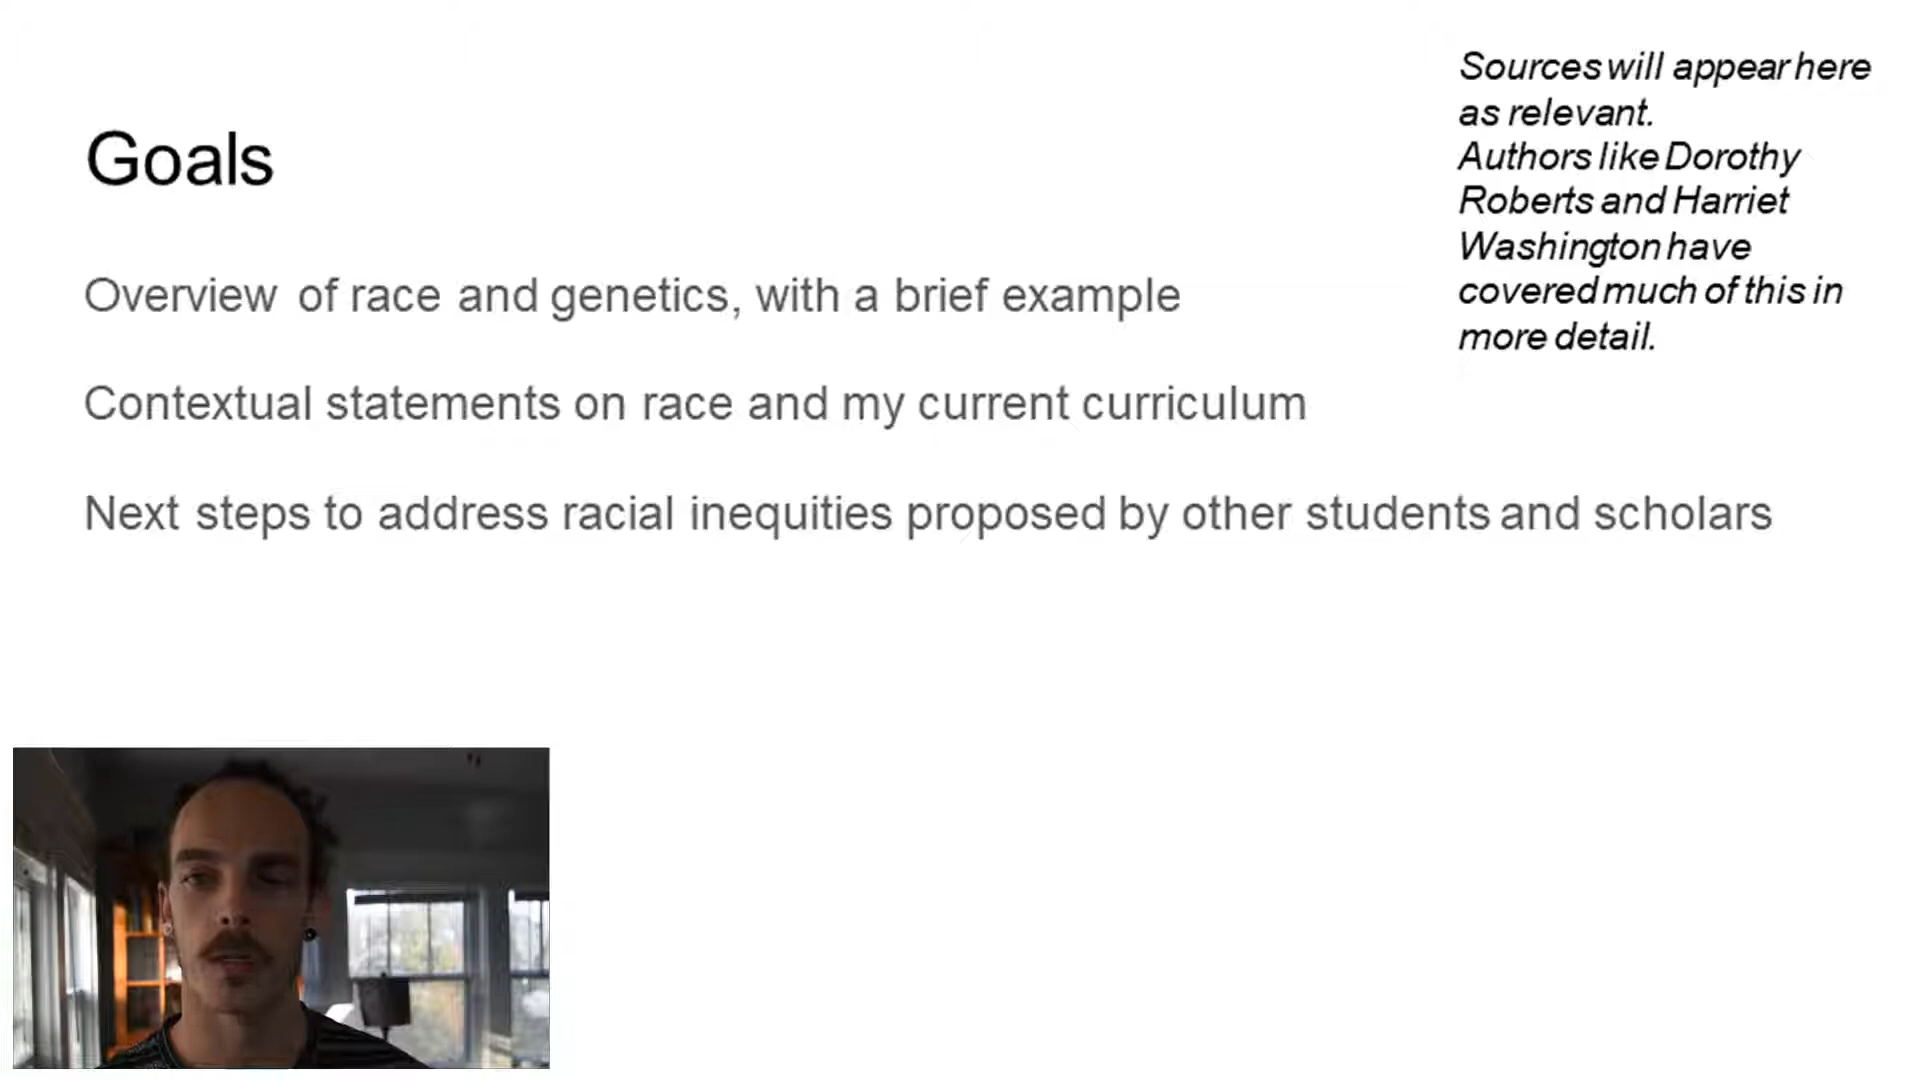 Goals
Overview of race and genetics, with a brief example
Contextual statements on race and my current curriculum
Next steps to address racial inequities proposed by other students and scholars
Sources will appear here
as relevant.
Authors like Dorothy
Roberts and Harriet
Washington have
covered much of this in
more detail.